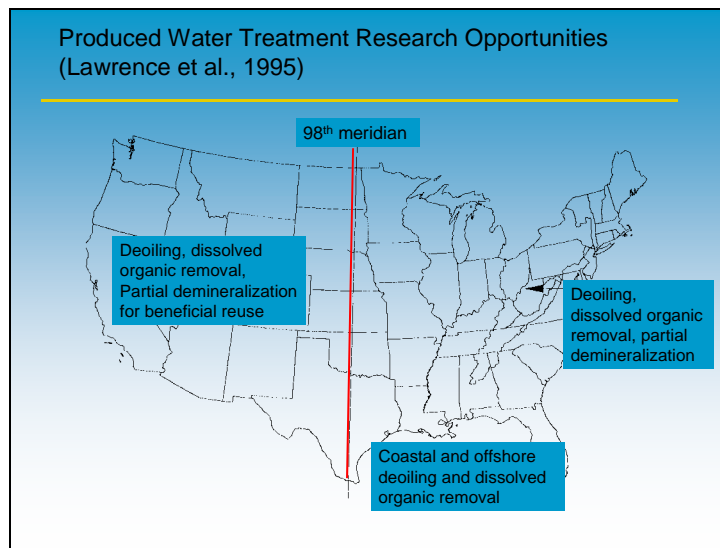 Produced Water Treatment Research Opportunities
(Lawrence et al., 1995)
98th meridian
Deoiling, dissolved
organic removal,
Partial demineralization
for beneficial reuse
Deoiling,
dissolved organic
removal, partial
demineralization
Coastal and offshore
deoiling and dissolved
organic removal